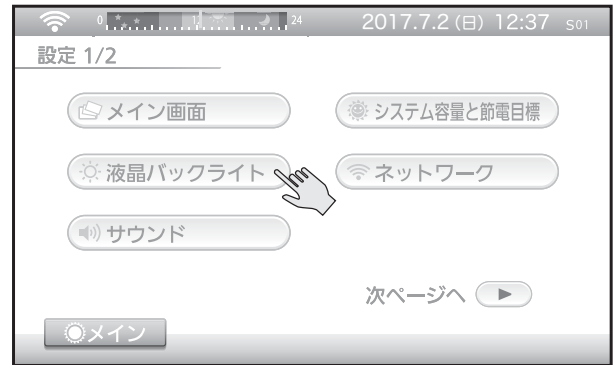 0 12 24 2017.7.2 (日) 12:37 S01
設定 1/2
メイン画面 システム容量と節電目標
液晶バックライト ネットワーク
サウンド
次ページへ
メイン